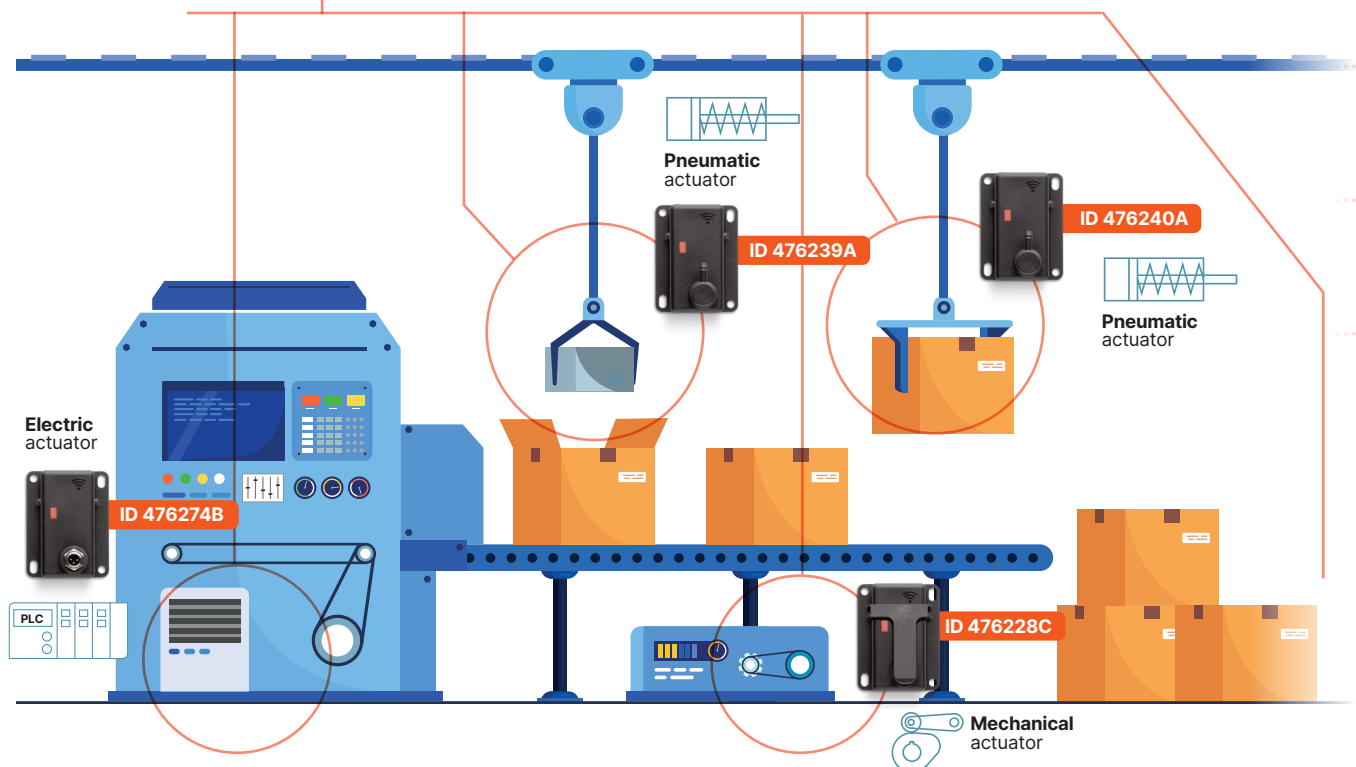 Pneumatic
actuator
ID 476239A
ID 476240A
Pneumatic
actuator
Electric
actuator
ID 476274B
PLC
ID 476228C
Mechanical
actuator